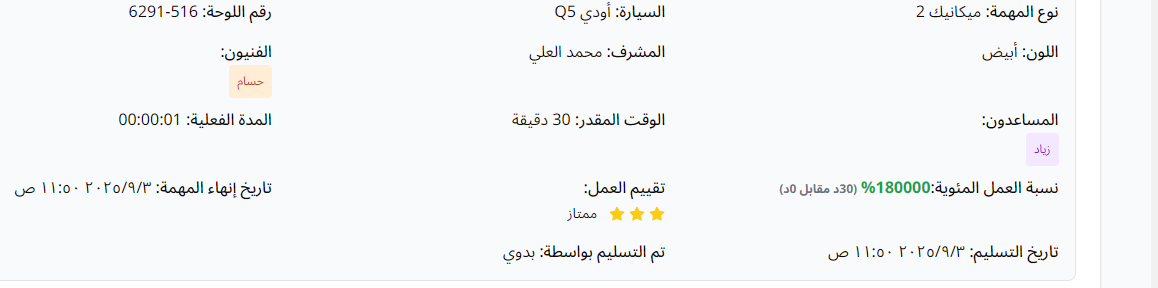 نوع المهمة: ميكانيك 2
السيارة: أودي Q5
رقم اللوحة: 516-6291
اللون: أبيض
المشرف: محمد العلي
الفنيون:
حسام
المساعدون:
زياد
الوقت المقدر: 30 دقيقة
المدة الفعلية: 00:00:01
نسبة العمل المئوية:180000% (30د مقابل 0د)
تقييم العمل:
ممتاز
تاريخ إنهاء المهمة: ٢٠٢٥/٩/٣ ١١:٥٠ ص
تاريخ التسليم: ٢٠٢٥/٩/٣ ١١:٥٠ ص
تم التسليم بواسطة: بدوي